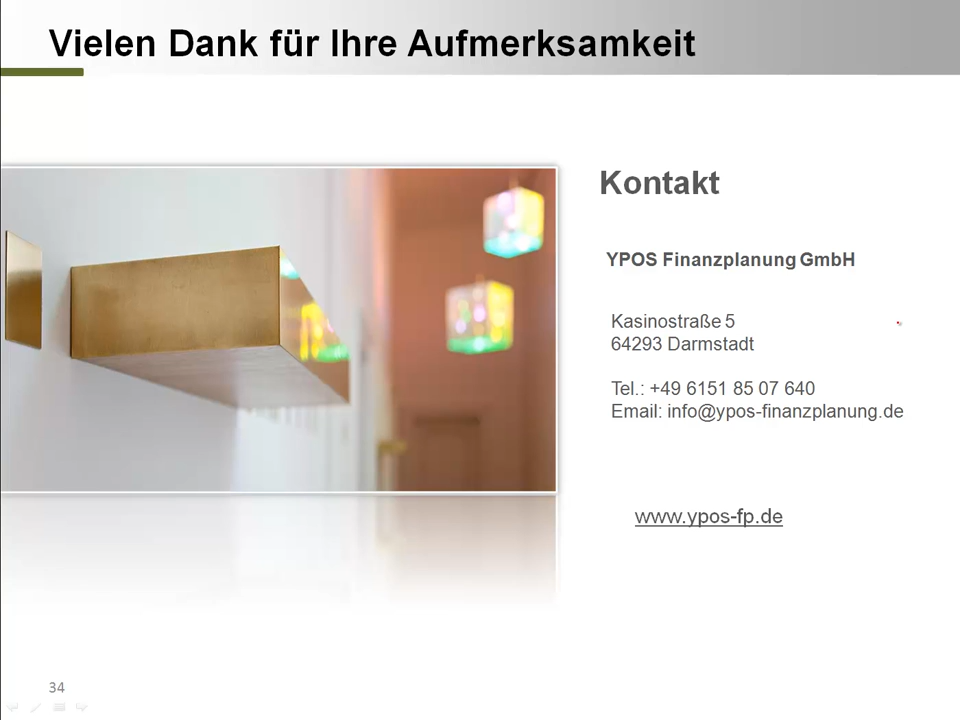 Vielen Dank für Ihre Aufmerksamkeit
Kontakt
YPOS Finanzplanung GmbH
Kasinostraße 5
64293 Darmstadt
Tel.: +49 6151 85 07 640
Email: info@ypos-finanzplanung.de
www.ypos-fp.de
34